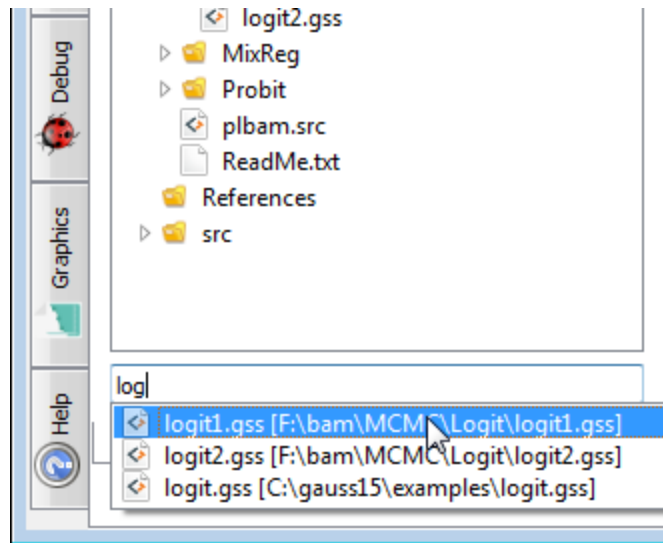 logit2.gss
MixReg
Probit
plbam.src
ReadMe.txt
References
src
Debug
Graphics
Help
log
logit1.gss [F:\bam\MCMC\Logit\logit1.gss]
logit2.gss [F:\bam\MCMC\Logit\logit2.gss]
logit.gss [C:\gauss15\examples\logit.gss]